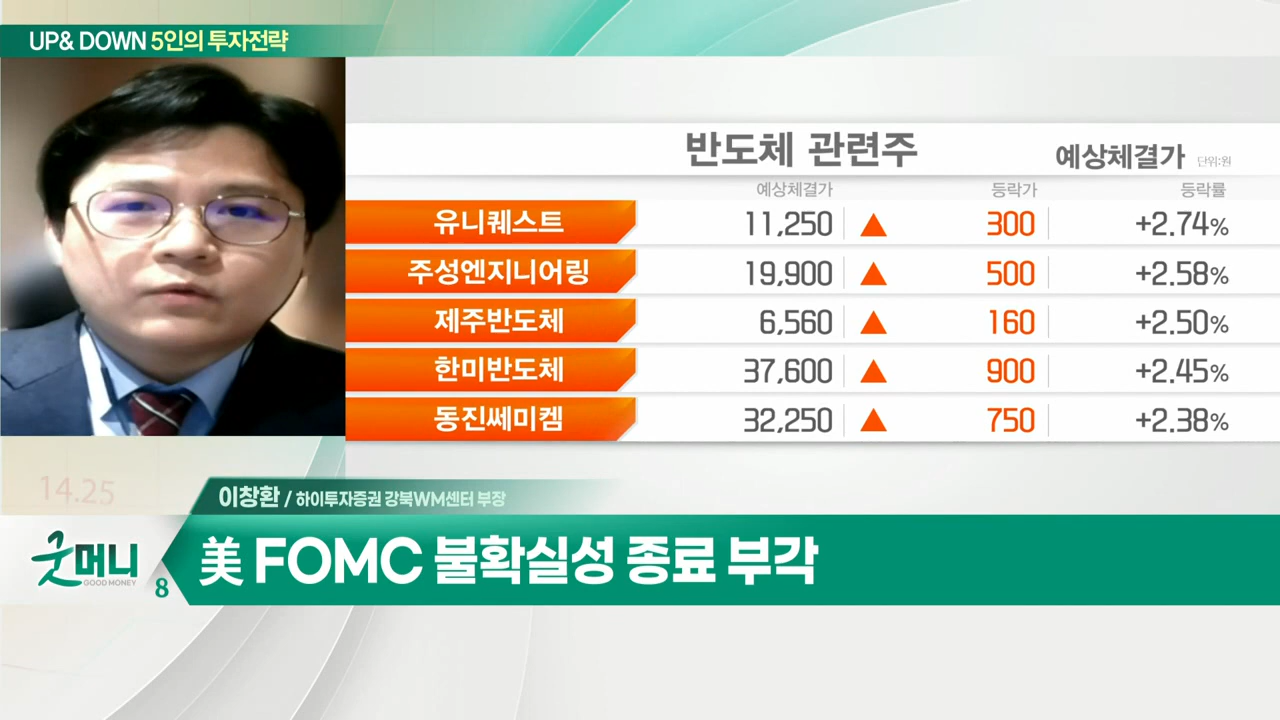 UP& DOWN 5인의 투자전략
반도체 관련주 예상체결가 단위:원
예상체결가 등락가 등락률
유니퀘스트 11,250 ▲ 300 +2.74%
주성엔지니어링 19,900 ▲ 500 +2.58%
제주반도체 6,560 ▲ 160 +2.50%
한미반도체 37,600 ▲ 900 +2.45%
동진쎄미켐 32,250 ▲ 750 +2.38%
14.25
이창환 / 하이투자증권 강북WM센터 부장
굿머니
GOOD MONEY
8
美 FOMC 불확실성 종료 부각